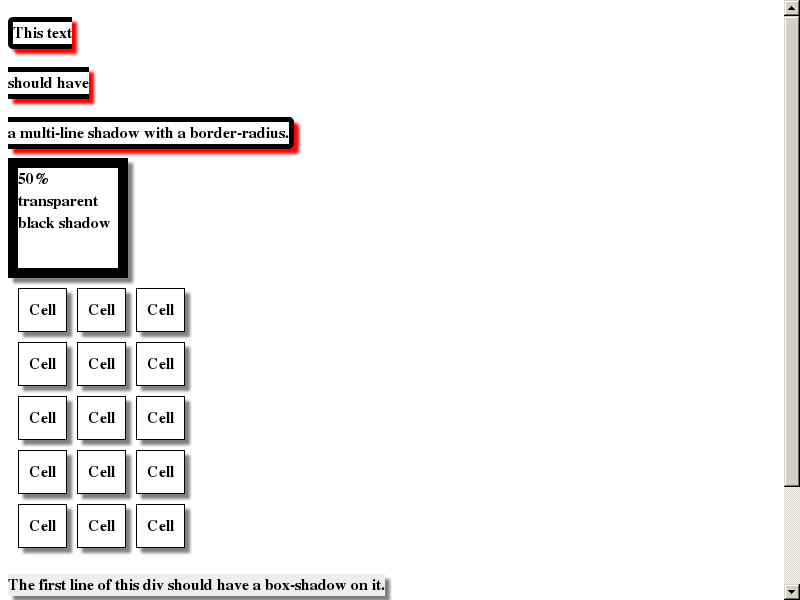 This text
should have
a multi-line shadow with a border-radius.
50%
transparent
black shadow
Cell Cell Cell
Cell Cell Cell
Cell Cell Cell
Cell Cell Cell
Cell Cell Cell
The first line of this div should have a box-shadow on it.